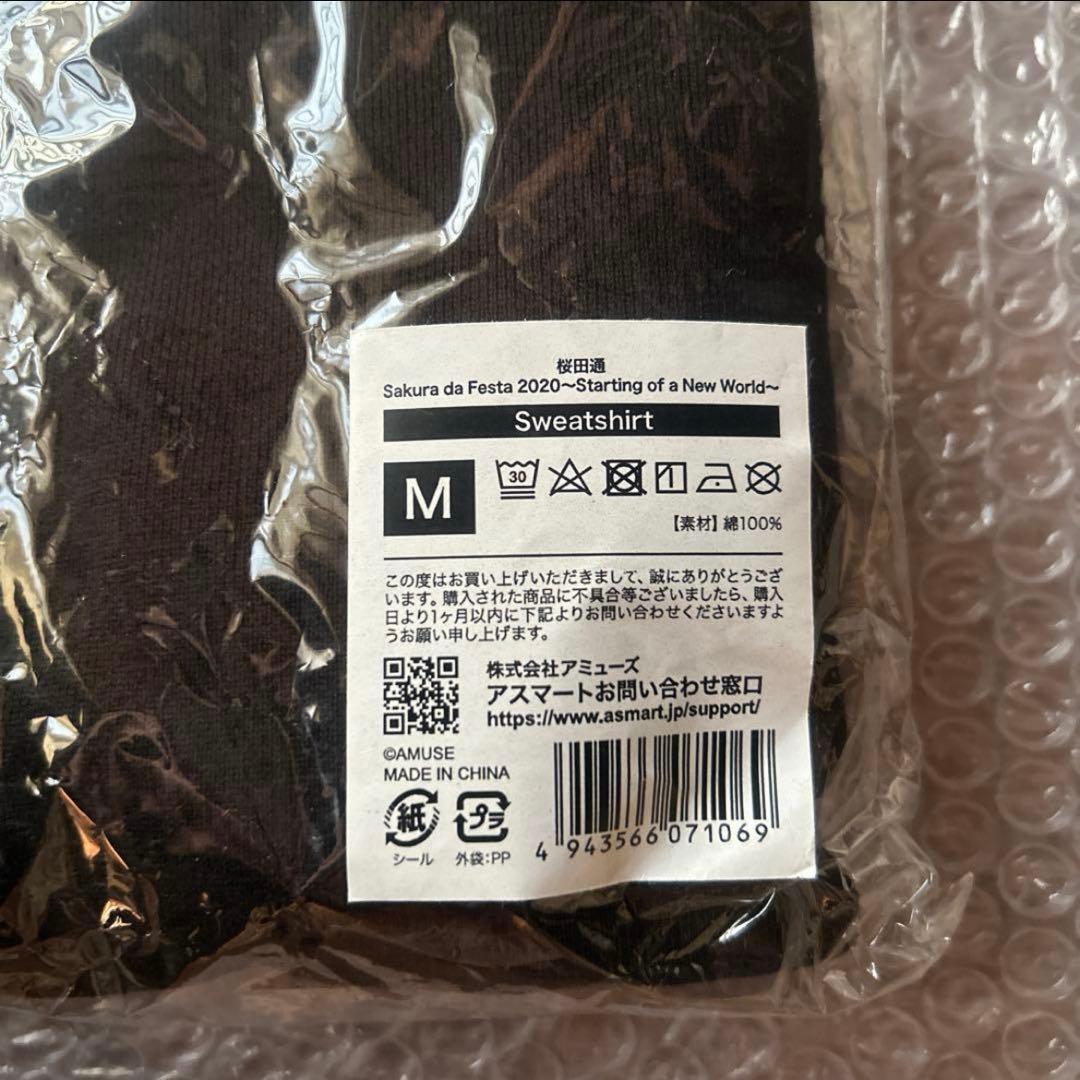 桜田通
Sakura da Festa 2020〜Starting of a New World〜
Sweatshirt
M
30
【素材】綿100%
この度はお買い上げいただきまして、誠にありがとうござ
います。購入された商品に不具合等ございましたら、購入
日より1ヶ月以内に下記よりお問い合わせくださいますよ
うお願い申し上げます。
株式会社アミューズ
アスマートお問い合わせ窓口
https://www.asmart.jp/support/
©AMUSE
MADE IN CHINA
紙
プラ
シール
外袋:PP
4 943566 071069